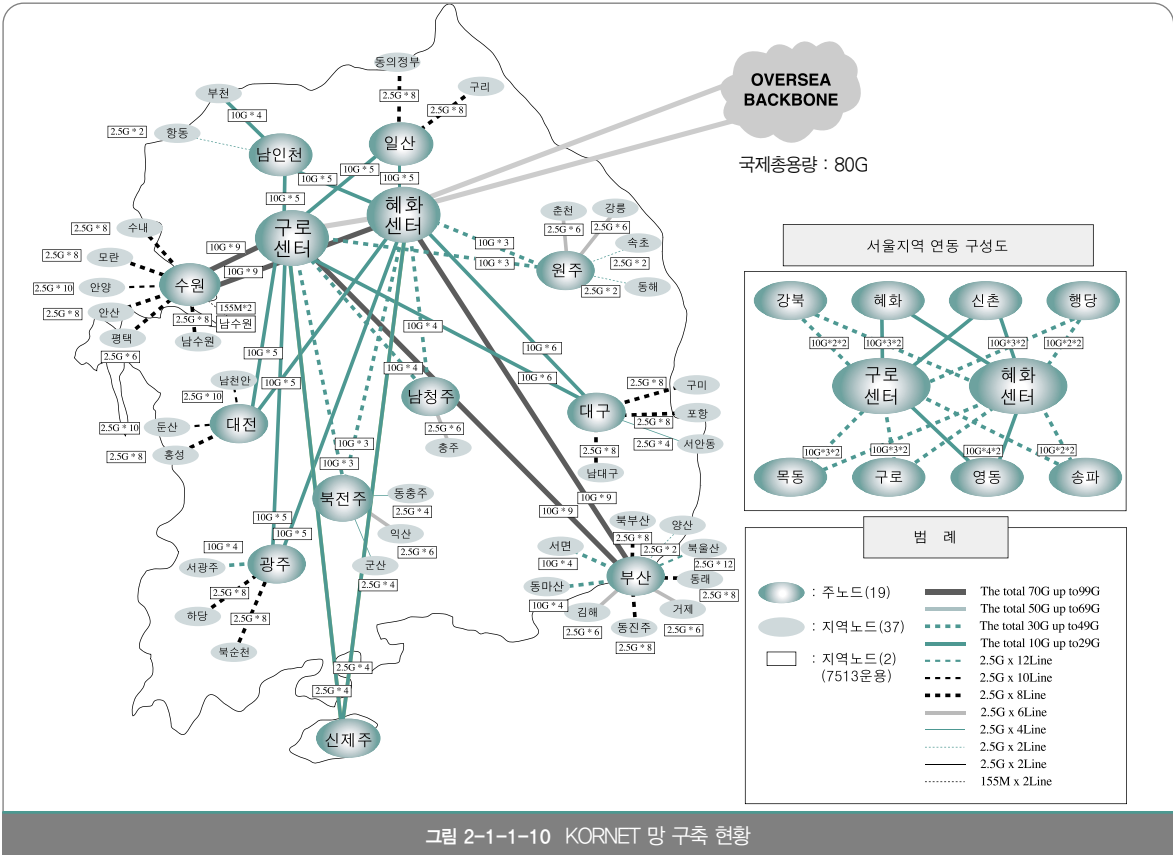 동의정부
2.5G * 8
구리
2.5G * 8
부천
10G * 4
2.5G * 2
항동
남인천
일산
10G * 5
10G * 5
10G * 5
10G * 5
OVERSEA
BACKBONE
국제총용량 : 80G
혜화
센터
구로
센터
수내
2.5G * 8
모란
2.5G * 8
안양
2.5G * 10
안산
2.5G * 8
평택
2.5G * 6
수원
10G * 9
10G * 9
155M*2
남수원
2.5G * 8
남수원
춘천
2.5G * 6
강릉
2.5G * 6
속초
2.5G * 2
동해
2.5G * 2
원주
10G * 3
10G * 3
10G * 4
10G * 6
10G * 6
10G * 5
10G * 5
10G * 4
남천안
2.5G * 10
둔산
2.5G * 10
홍성
2.5G * 8
대전
남청주
2.5G * 6
충주
대구
2.5G * 8
구미
2.5G * 8
포항
2.5G * 4
서안동
2.5G * 8
남대구
10G * 3
10G * 3
북전주
동충주
2.5G * 4
익산
2.5G * 6
군산
2.5G * 4
10G * 9
10G * 9
10G * 5
10G * 5
10G * 4
서광주
광주
2.5G * 8
하당
2.5G * 8
북순천
북부산
2.5G * 8
양산
2.5G * 2
북울산
2.5G * 12
동래
2.5G * 8
거제
2.5G * 6
서면
10G * 4
동마산
10G * 4
김해
2.5G * 6
동진주
2.5G * 8
부산
2.5G * 4
2.5G * 4
신제주
서울지역 연동 구성도
강북
혜화
신촌
행당
10G*2*2
10G*3*2
10G*3*2
10G*2*2
구로
센터
혜화
센터
10G*3*2
10G*3*2
10G*4*2
10G*2*2
목동
구로
영동
송파
범 례
: 주노드(19)
: 지역노드(37)
: 지역노드(2)
(7513운용)
The total 70G up to99G
The total 50G up to69G
The total 30G up to49G
The total 10G up to29G
2.5G x 12Line
2.5G x 10Line
2.5G x 8Line
2.5G x 6Line
2.5G x 4Line
2.5G x 2Line
2.5G x 2Line
155M x 2Line
그림 2-1-1-10 KORNET 망 구축 현황